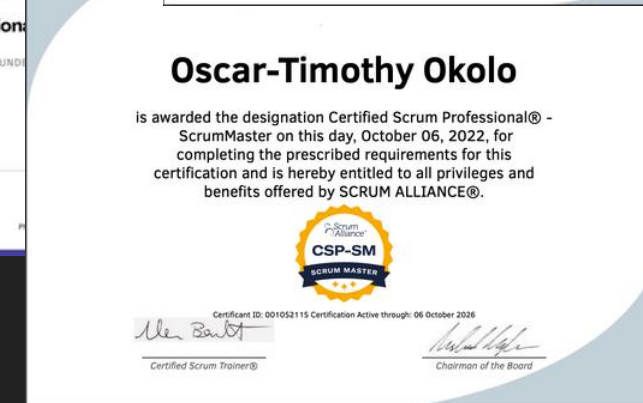 Oscar-Timothy Okolo
is awarded the designation Certified Scrum Professional® -
ScrumMaster on this day, October 06, 2022, for
completing the prescribed requirements for this
certification and is hereby entitled to all privileges and
benefits offered by SCRUM ALLIANCE®.
Scrum
Alliance®
CSP-SM
SCRUM MASTER
Certificant ID: 001052115 Certification Active through: 06 October 2026
Certified Scrum Trainer®
Chairman of the Board